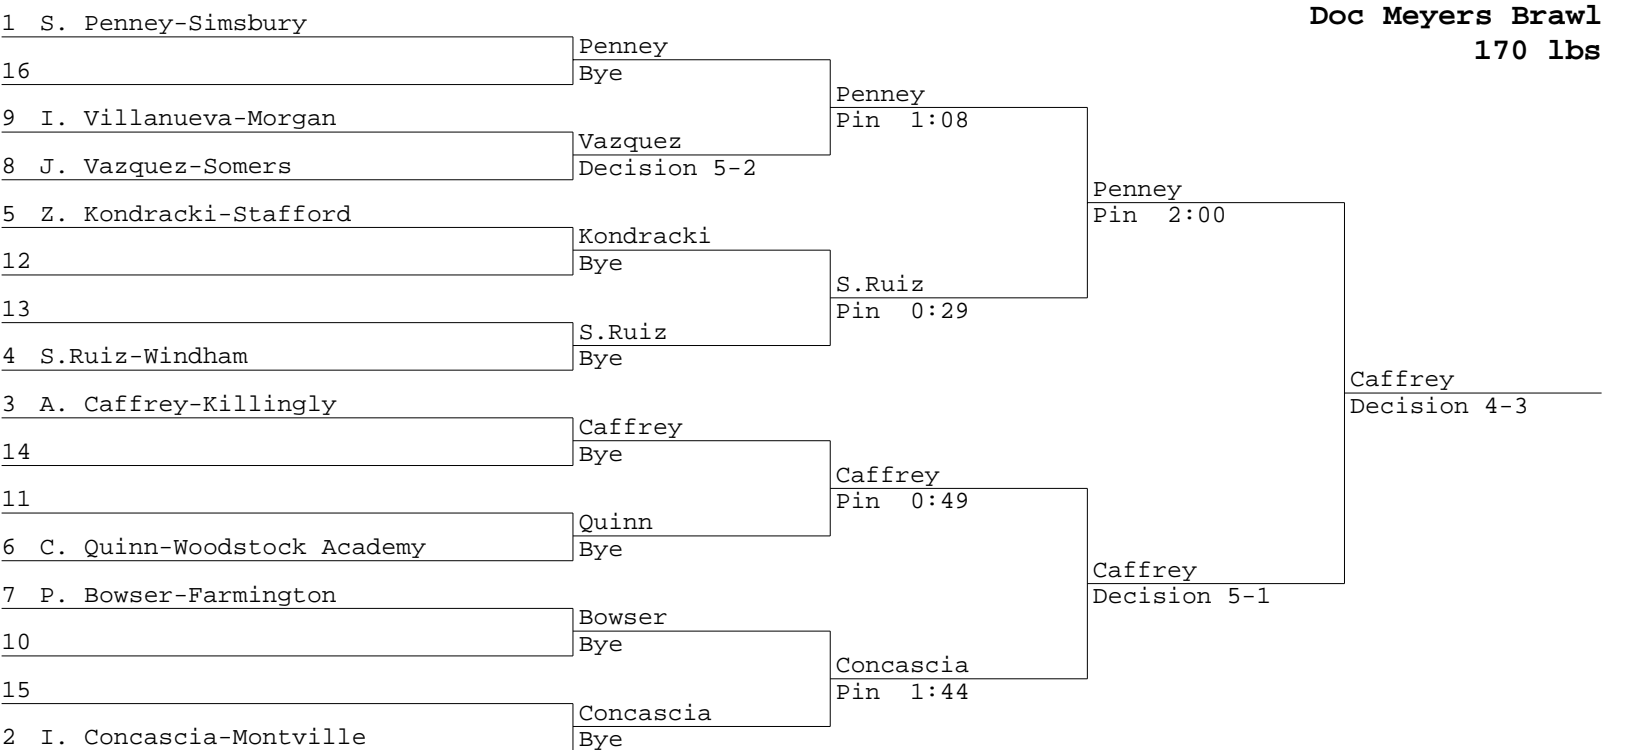 Doc Meyers Brawl
170 lbs
1 S. Penney-Simsbury
16
9 I. Villanueva-Morgan
8 J. Vazquez-Somers
5 Z. Kondracki-Stafford
12
13
4 S.Ruiz-Windham
3 A. Caffrey-Killingly
14
11
6 C. Quinn-Woodstock Academy
7 P. Bowser-Farmington
10
15
2 I. Concascia-Montville
Penney
Bye
Vazquez
Decision 5-2
Kondracki
Bye
S.Ruiz
Bye
Caffrey
Bye
Quinn
Bye
Bowser
Bye
Concascia
Bye
Penney
Pin 1:08
S.Ruiz
Pin 0:29
Caffrey
Pin 0:49
Concascia
Pin 1:44
Penney
Pin 2:00
Caffrey
Decision 5-1
Caffrey
Decision 4-3